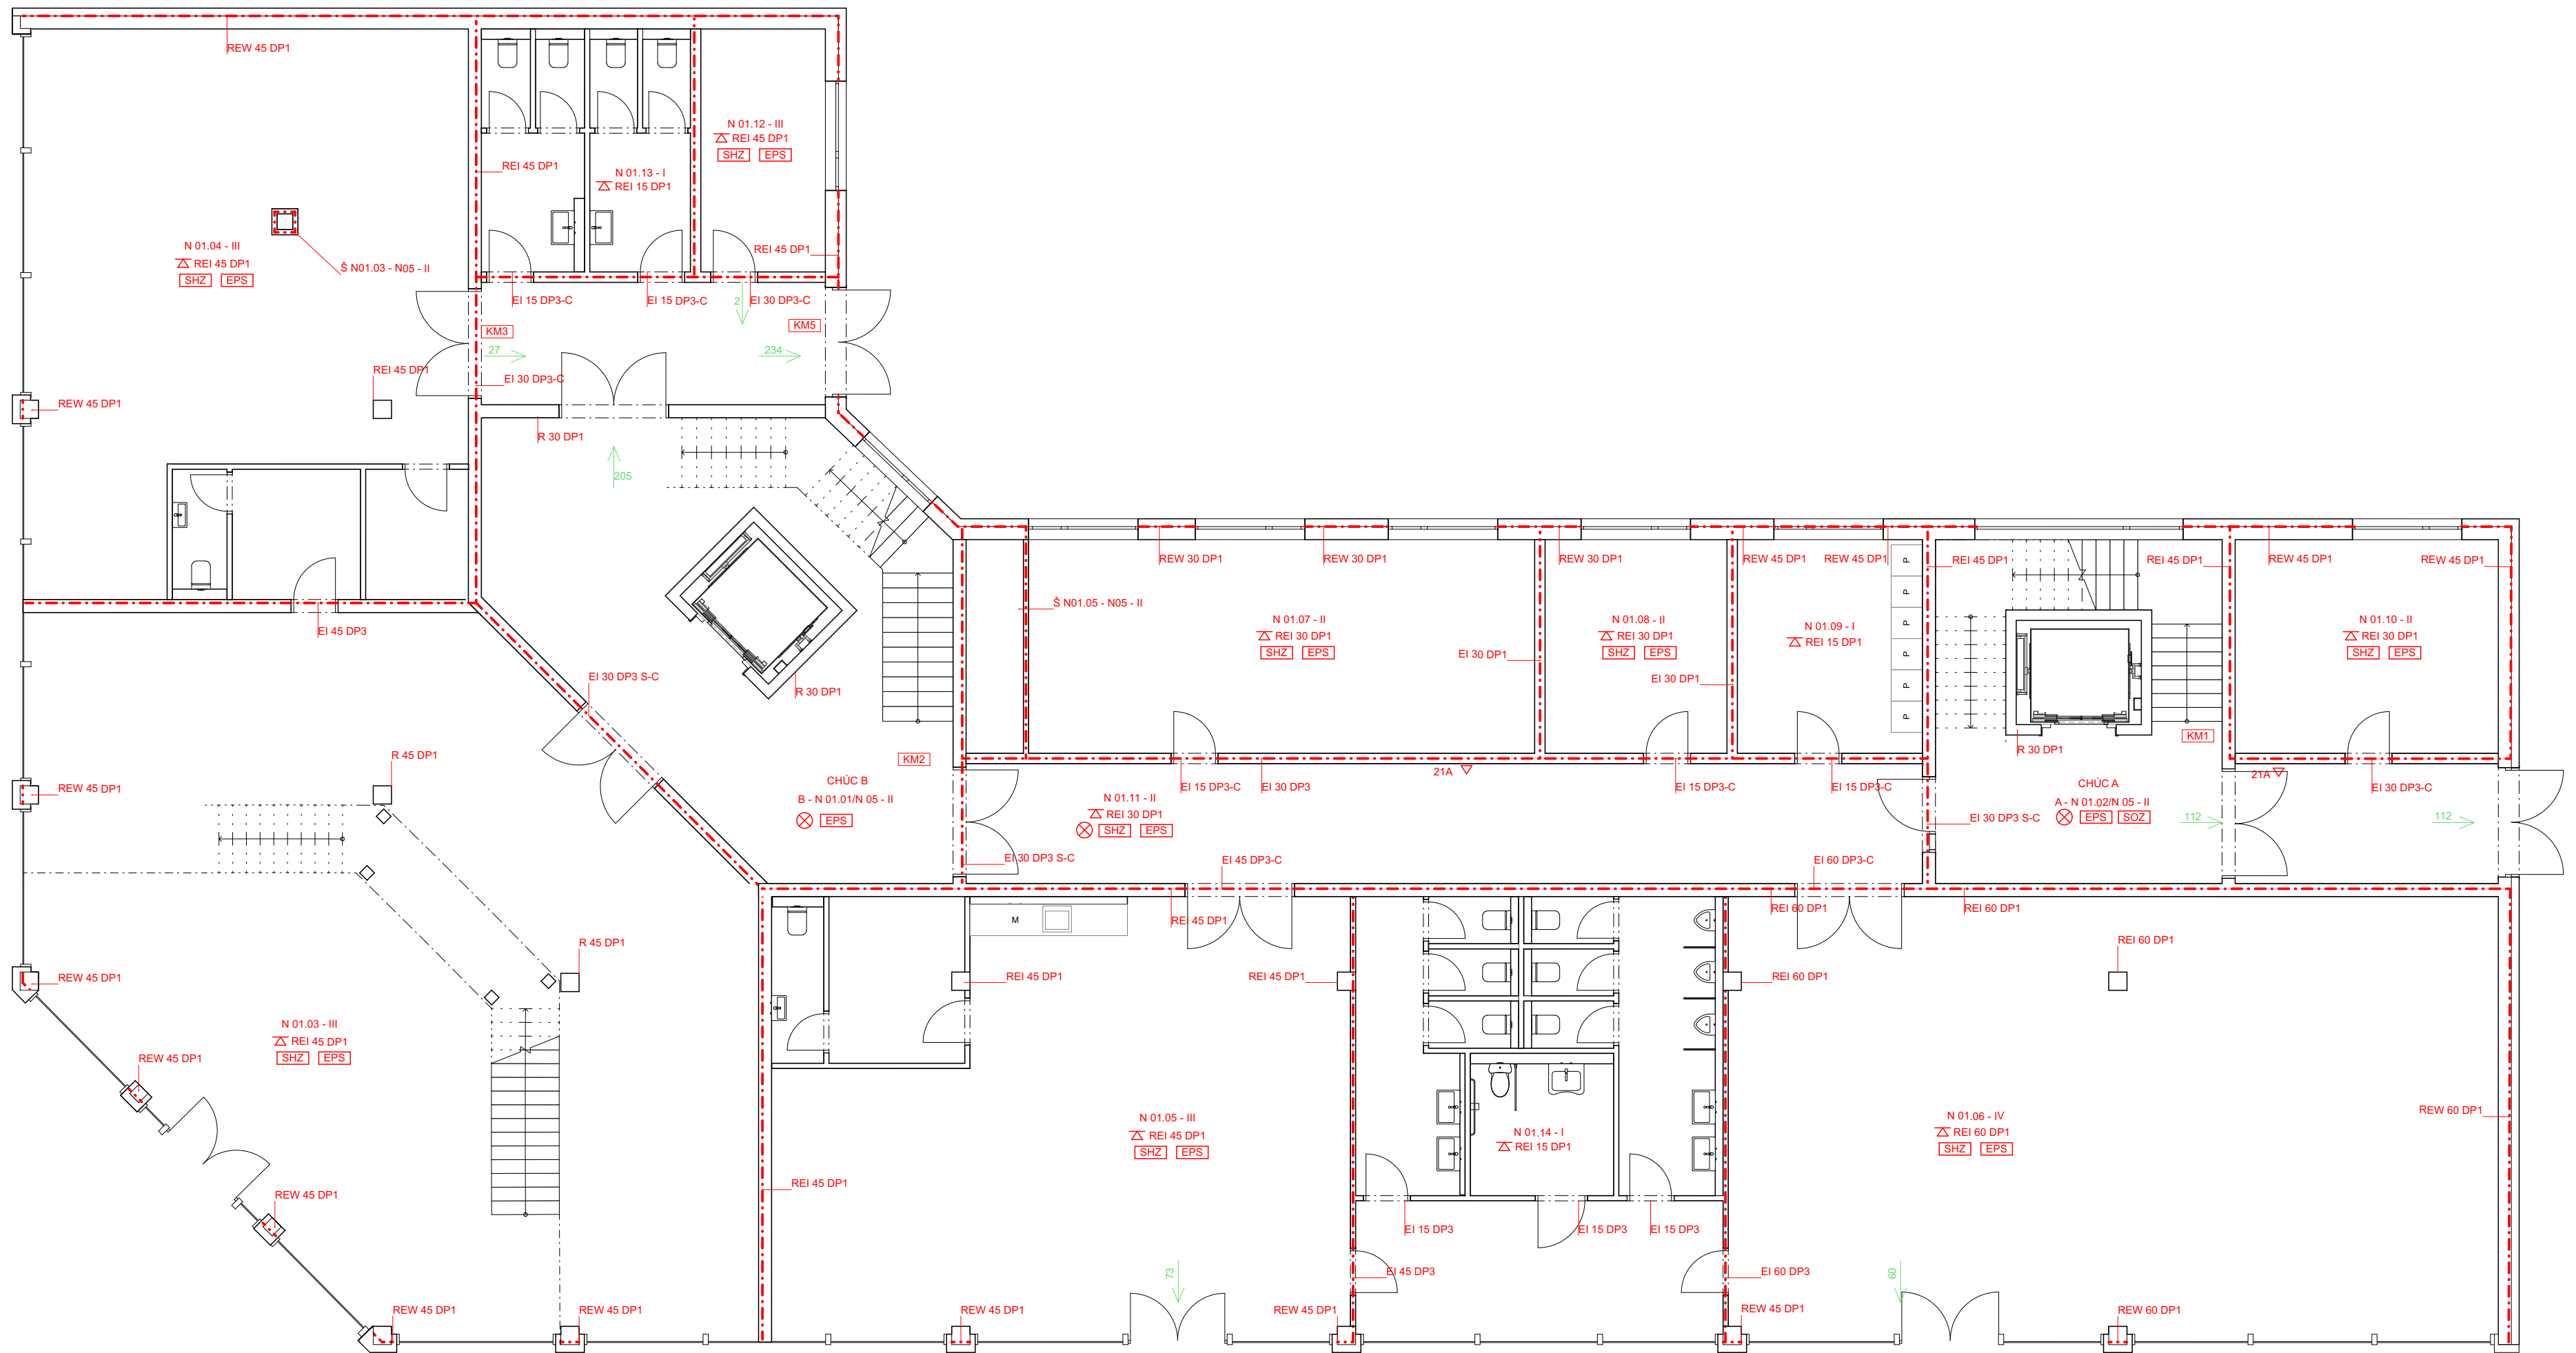 REW 45 DP1
N 01.12 - III
REI 45 DP1
SHZ EPS
REI 45 DP1
N 01.13 - I
REI 15 DP1
N 01.04 - III
REI 45 DP1
SHZ EPS
Š N01.03 - N05 - II
REI 45 DP1
EI 15 DP3-C
EI 15 DP3-C
2
EI 30 DP3-C
KM3
KM5
27
234
REI 45 DP1
EI 30 DP3-C
REW 45 DP1
R 30 DP1
205
REW 30 DP1
REW 30 DP1
REW 30 DP1
REW 45 DP1
REW 45 DP1
P
P
P
P
P
P
REI 45 DP1
REI 45 DP1
REW 45 DP1
REW 45 DP1
Š N01.05 - N05 - II
N 01.07 - II
REI 30 DP1
SHZ EPS
N 01.08 - II
REI 30 DP1
SHZ EPS
N 01.09 - I
REI 15 DP1
N 01.10 - II
REI 30 DP1
SHZ EPS
EI 45 DP3
EI 30 DP1
EI 30 DP1
EI 30 DP3 S-C
R 30 DP1
R 30 DP1
KM1
R 45 DP1
KM2
21A
21A
CHÚC B
B - N 01.01/N 05 - II
EPS
EI 15 DP3-C
EI 30 DP3
EI 15 DP3-C
EI 15 DP3-C
CHÚC A
A - N 01.02/N 05 - II
EPS SOZ
EI 30 DP3-C
REW 45 DP1
N 01.11 - II
REI 30 DP1
SHZ EPS
EI 30 DP3 S-C
112
112
EI 30 DP3 S-C
EI 45 DP3-C
EI 60 DP3-C
M
REI 45 DP1
REI 60 DP1
REI 60 DP1
R 45 DP1
REI 60 DP1
REW 45 DP1
REI 45 DP1
REI 45 DP1
REI 60 DP1
N 01.03 - III
REI 45 DP1
SHZ EPS
REW 45 DP1
N 01.05 - III
REI 45 DP1
SHZ EPS
N 01.14 - I
REI 15 DP1
N 01.06 - IV
REI 60 DP1
SHZ EPS
REW 60 DP1
REI 45 DP1
REW 45 DP1
EI 15 DP3
EI 15 DP3
EI 15 DP3
73
EI 45 DP3
EI 60 DP3
60
REW 45 DP1
REW 45 DP1
REW 45 DP1
REW 45 DP1
REW 45 DP1
REW 60 DP1